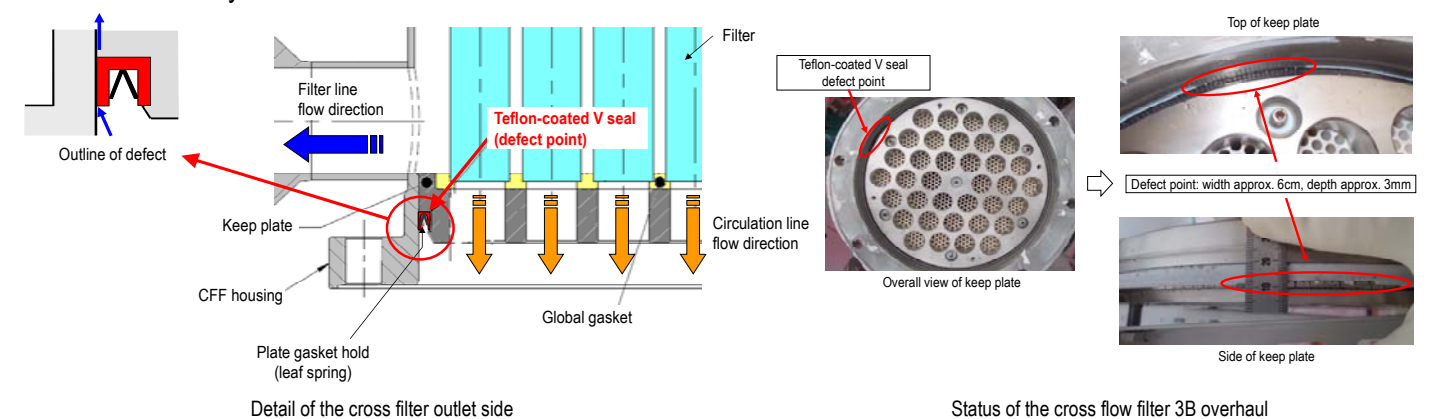 Outline of defect
Filter line
flow direction
Filter
Teflon-coated V seal
(defect point)
Keep plate
CFF housing
Plate gasket hold
(leaf spring)
Circulation line
flow direction
Global gasket
Detail of the cross filter outlet side
Teflon-coated V seal
defect point
Overall view of keep plate
Top of keep plate
Defect point: width approx. 6cm, depth approx. 3mm
Side of keep plate
Status of the cross flow filter 3B overhaul